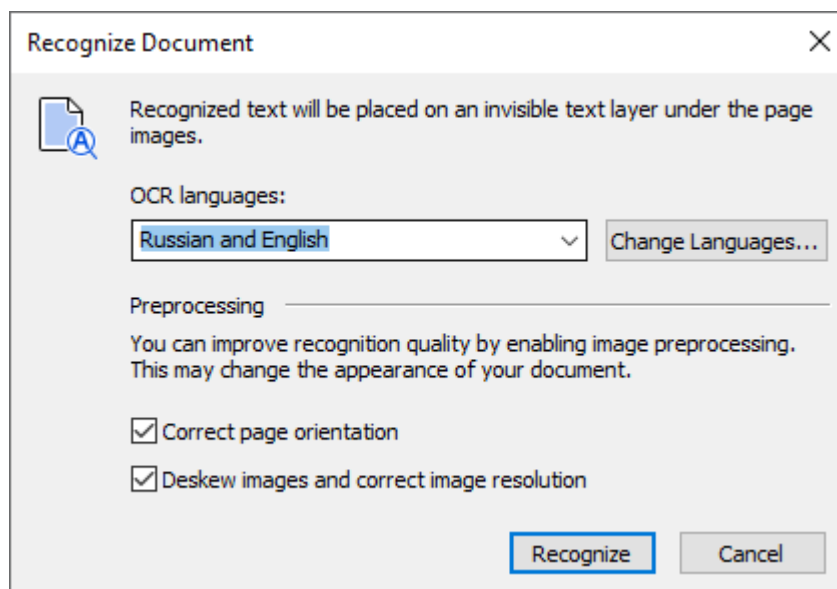 Recognize Document
Recognized text will be placed on an invisible text layer under the page
images.
OCR languages:
Russian and English
Change Languages...
Preprocessing
You can improve recognition quality by enabling image preprocessing.
This may change the appearance of your document.
Correct page orientation
Deskew images and correct image resolution
Recognize
Cancel